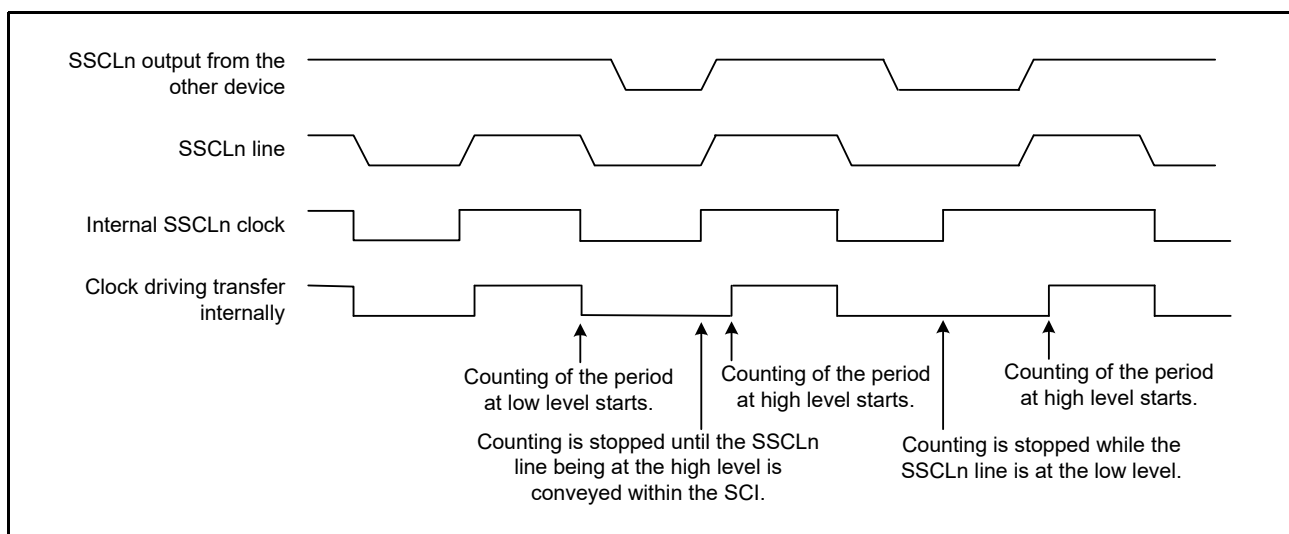 SSCLn output from the
other device
SSCLn line
Internal SSCLn clock
Clock driving transfer
internally
Counting of the period
at low level starts.
Counting of the period
at high level starts.
Counting of the period
at high level starts.
Counting is stopped until the SSCLn
line being at the high level is
conveyed within the SCI.
Counting is stopped while the
SSCLn line is at the low level.